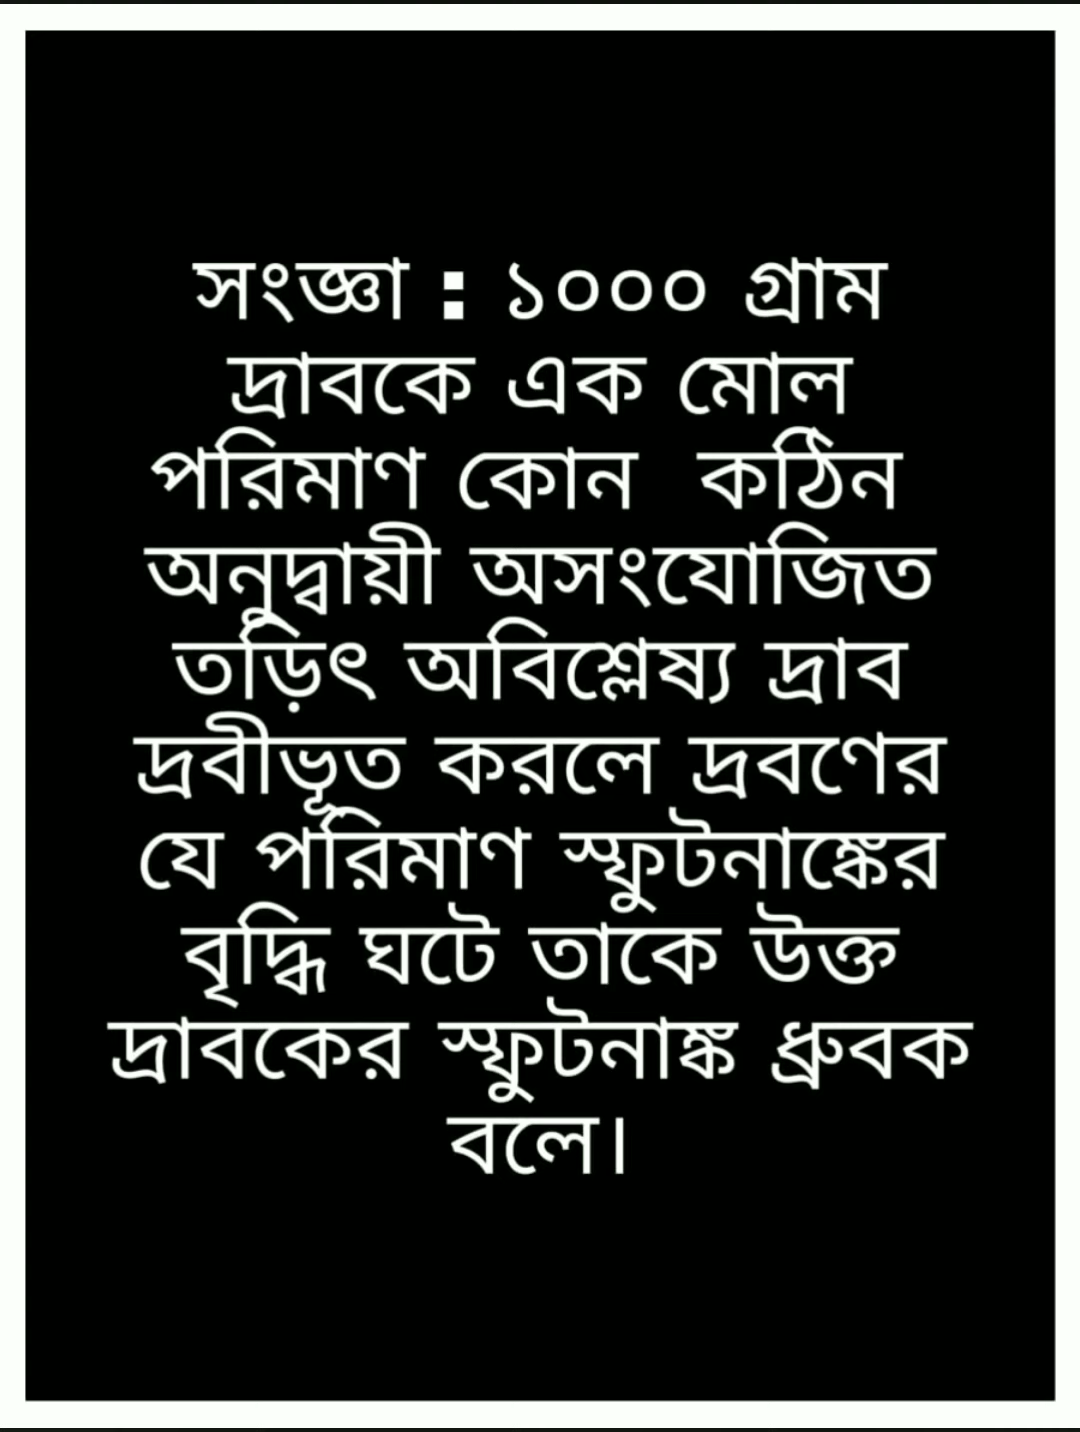 সংজ্ঞা : ১০০০ গ্রাম
দ্রাবকে এক মোল
পরিমাণ কোন কঠিন
অনুদ্বায়ী অসংযোজিত
তড়িৎ অবিশ্লেষ্য দ্রাব
দ্রবীভূত করলে দ্রবণের
যে পরিমাণ স্ফুটনাঙ্কের
বৃদ্ধি ঘটে তাকে উক্ত
দ্রাবকের স্ফুটনাঙ্ক ধ্রুবক
বলে।